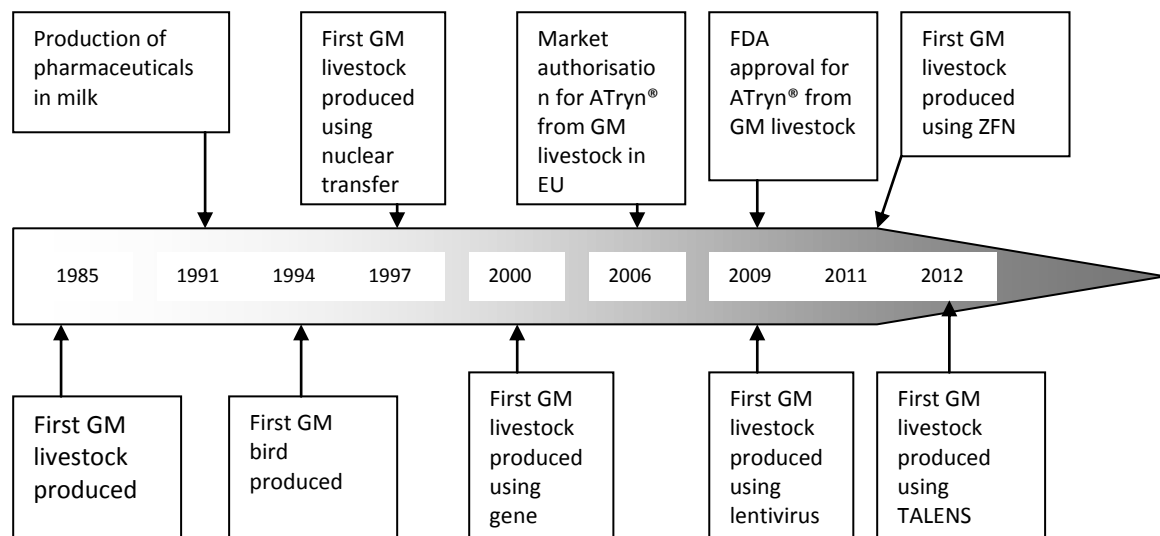 Production of
pharmaceuticals
in milk
First GM
livestock
produced
using
nuclear
transfer
Market
authorisatio
n for ATryn®
from GM
livestock in
EU
FDA
approval for
ATryn® from
GM livestock
First GM
livestock
produced
using ZFN
1985 1991 1994 1997 2000 2006 2009 2011 2012
First GM
livestock
produced
First GM
bird
produced
First GM
livestock
produced
using
gene
First GM
livestock
produced
using
lentivirus
First GM
livestock
produced
using
TALENS